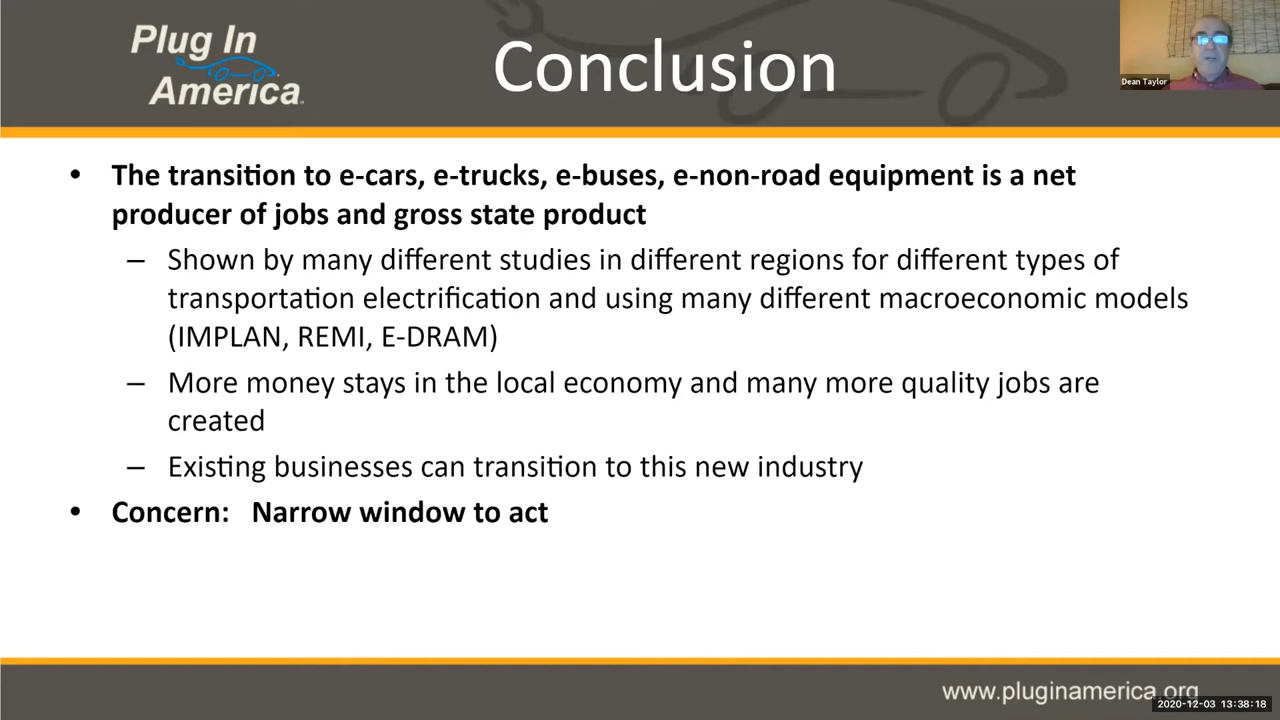 Plug In
America
Conclusion
Dean Taylor
• The transition to e-cars, e-trucks, e-buses, e-non-road equipment is a net
producer of jobs and gross state product
– Shown by many different studies in different regions for different types of
transportation electrification and using many different macroeconomic models
(IMPLAN, REMI, E-DRAM)
– More money stays in the local economy and many more quality jobs are
created
– Existing businesses can transition to this new industry
• Concern: Narrow window to act
www.pluginamerica.org
2020-12-03 13:38:18